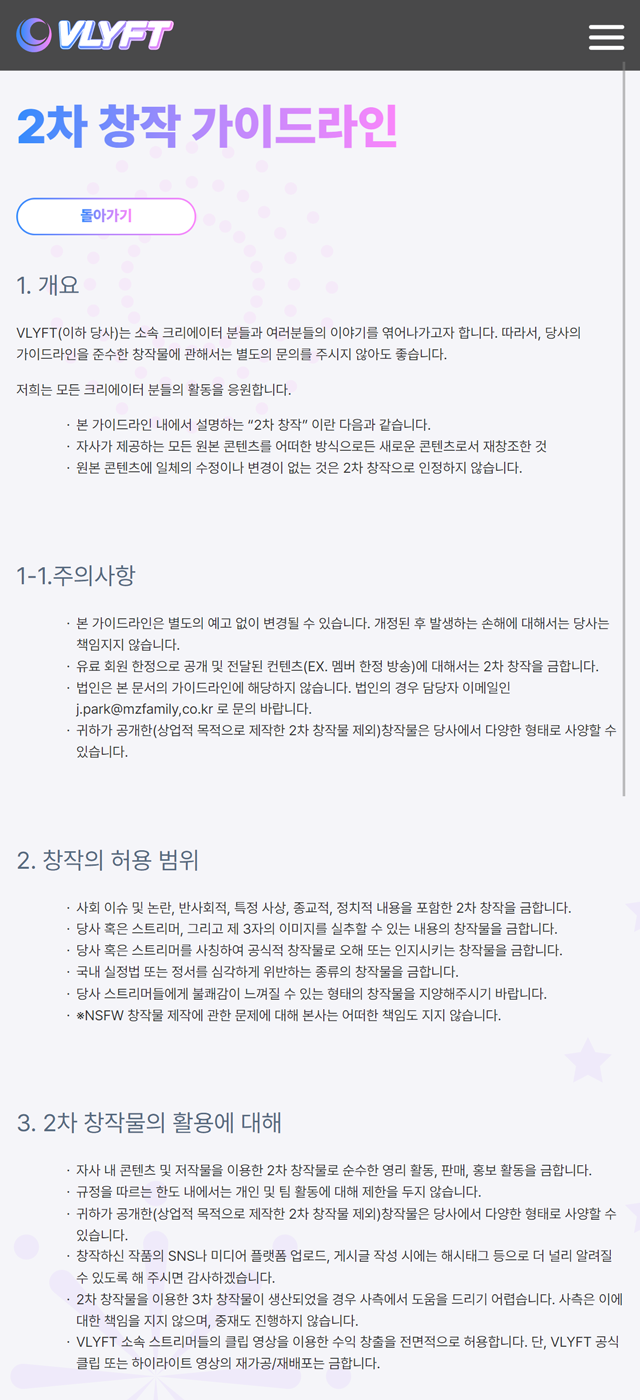 VLYFT
2차 창작 가이드라인
돌아가기
1. 개요
VLYFT(이하 당사)는 소속 크리에이터 분들과 여러분들의 이야기를 엮어나가고자 합니다. 따라서, 당사의
가이드라인을 준수한 창작물에 관해서는 별도의 문의를 주시지 않아도 좋습니다.
저희는 모든 크리에이터 분들의 활동을 응원합니다.
· 본 가이드라인 내에서 설명하는 “2차 창작” 이란 다음과 같습니다.
· 자사가 제공하는 모든 원본 콘텐츠를 어떠한 방식으로든 새로운 콘텐츠로서 재창조한 것
· 원본 콘텐츠에 일체의 수정이나 변경이 없는 것은 2차 창작으로 인정하지 않습니다.
1-1.주의사항
· 본 가이드라인은 별도의 예고 없이 변경될 수 있습니다. 개정된 후 발생하는 손해에 대해서는 당사는
책임지지 않습니다.
· 유료 회원 한정으로 공개 및 전달된 컨텐츠(EX. 멤버 한정 방송)에 대해서는 2차 창작을 금합니다.
· 법인은 본 문서의 가이드라인에 해당하지 않습니다. 법인의 경우 담당자 이메일인
j.park@mzfamily,co.kr 로 문의 바랍니다.
· 귀하가 공개한(상업적 목적으로 제작한 2차 창작물 제외)창작물은 당사에서 다양한 형태로 사양할 수
있습니다.
2. 창작의 허용 범위
· 사회 이슈 및 논란, 반사회적, 특정 사상, 종교적, 정치적 내용을 포함한 2차 창작을 금합니다.
· 당사 혹은 스트리머, 그리고 제 3자의 이미지를 실추할 수 있는 내용의 창작물을 금합니다.
· 당사 혹은 스트리머를 사칭하여 공식적 창작물로 오해 또는 인지시키는 창작물을 금합니다.
· 국내 실정법 또는 정서를 심각하게 위반하는 종류의 창작물을 금합니다.
· 당사 스트리머들에게 불쾌감이 느껴질 수 있는 형태의 창작물을 지양해주시기 바랍니다.
· ※NSFW 창작물 제작에 관한 문제에 대해 본사는 어떠한 책임도 지지 않습니다.
3. 2차 창작물의 활용에 대해
· 자사 내 콘텐츠 및 저작물을 이용한 2차 창작물로 순수한 영리 활동, 판매, 홍보 활동을 금합니다.
· 규정을 따르는 한도 내에서는 개인 및 팀 활동에 대해 제한을 두지 않습니다.
· 귀하가 공개한(상업적 목적으로 제작한 2차 창작물 제외)창작물은 당사에서 다양한 형태로 사양할 수
있습니다.
· 창작하신 작품의 SNS나 미디어 플랫폼 업로드, 게시글 작성 시에는 해시태그 등으로 더 널리 알려질
수 있도록 해 주시면 감사하겠습니다.
· 2차 창작물을 이용한 3차 창작물이 생산되었을 경우 사측에서 도움을 드리기 어렵습니다. 사측은 이에
대한 책임을 지지 않으며, 중재도 진행하지 않습니다.
· VLYFT 소속 스트리머들의 클립 영상을 이용한 수익 창출을 전면적으로 허용합니다. 단, VLYFT 공식
클립 또는 하이라이트 영상의 재가공/재배포는 금합니다.